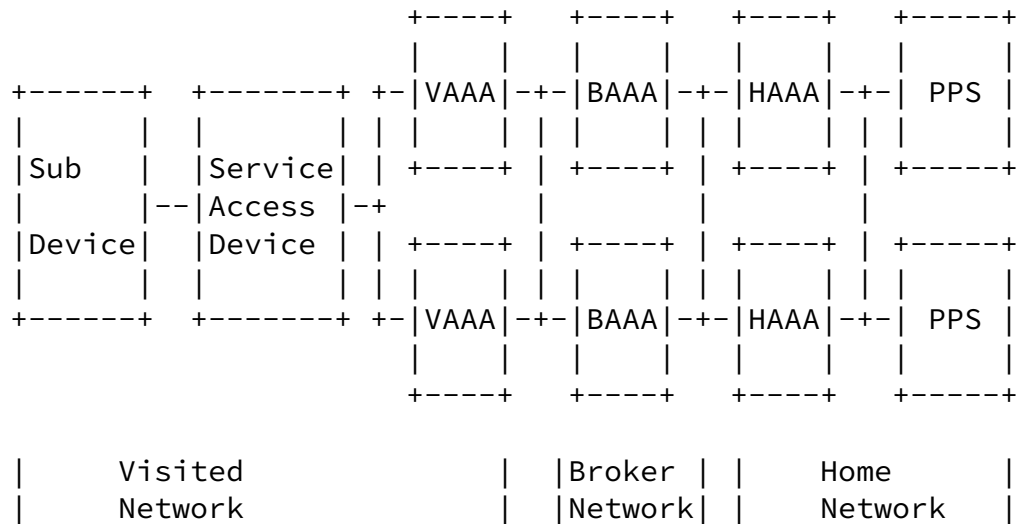 +----+   +----+   +----+   +-----+
                         |    |   |    |   |    |   |     |
+------+  +-------+ +-|VAAA|-+-|BAAA|-+-|HAAA|-+-| PPS |
|      |  |       | | |    | | |    | | |    | | |     |
|Sub   |  |Service| | +----+ | +----+ | +----+ | +-----+
|      |--|Access |-+        |        |        |
|Device|  |Device | | +----+ | +----+ | +----+ | +-----+
|      |  |       | | |    | | |    | | |    | | |     |
+------+  +-------+ +-|VAAA|-+-|BAAA|-+-|HAAA|-+-| PPS |
                      |    |   |    |   |    |   |     |
                      +----+   +----+   +----+   +-----+
|     Visited              |  |Broker | |    Home      |
|     Network              |  |Network| |    Network   |